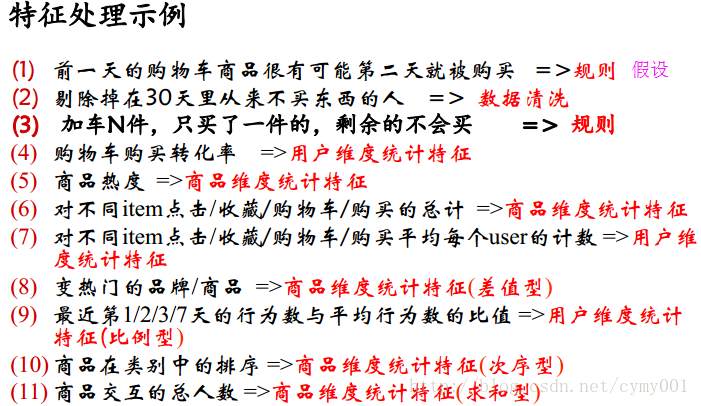 特征处理示例
(1) 前一天的购物车商品很有可能第二天就被购买 =>规则 假设
(2) 剔除掉在30天里从来不买东西的人 => 数据清洗
(3) 加车N件，只买了一件的，剩余的不会买 => 规则
(4) 购物车购买转化率 =>用户维度统计特征
(5) 商品热度 =>商品维度统计特征
(6) 对不同item点击/收藏/购物车/购买的总计 =>商品维度统计特征
(7) 对不同item点击/收藏/购物车/购买平均每个user的计数 =>用户维
度统计特征
(8) 变热门的品牌/商品 =>商品维度统计特征(差值型)
(9) 最近第1/2/3/7天的行为数与平均行为数的比值 =>用户维度统计
特征(比例型)
(10) 商品在类别中的排序 =>商品维度统计特征(次序型)
(11) 商品交互的总人数 =>商品维度统计特征(求和型)
http://blog.csdn.net/cymy001